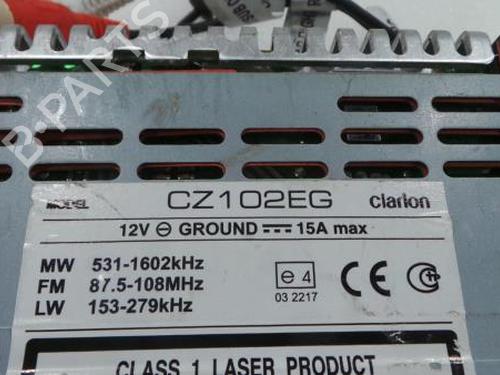 MODEL CZ102EG clarion
12V ⊖ GROUND ⎓ 15A max
MW 531-1602kHz
FM 87.5-108MHz
LW 153-279kHz
e 4
03 2217
CE
CLASS 1 LASER PRODUCT
B-PARTS